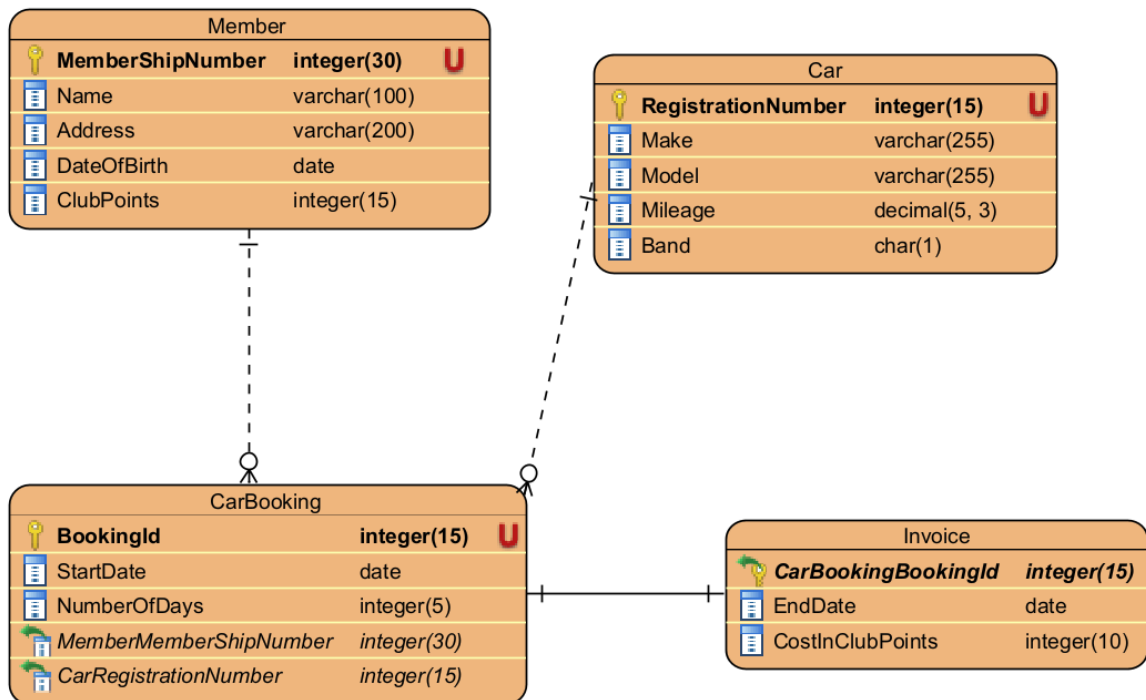 Member
MemberShipNumber integer(30) U
Name varchar(100)
Address varchar(200)
DateOfBirth date
ClubPoints integer(15)
Car
RegistrationNumber integer(15) U
Make varchar(255)
Model varchar(255)
Mileage decimal(5, 3)
Band char(1)
CarBooking
BookingId integer(15) U
StartDate date
NumberOfDays integer(5)
MemberMemberShipNumber integer(30)
CarRegistrationNumber integer(15)
Invoice
CarBookingBookingId integer(15)
EndDate date
CostInClubPoints integer(10)